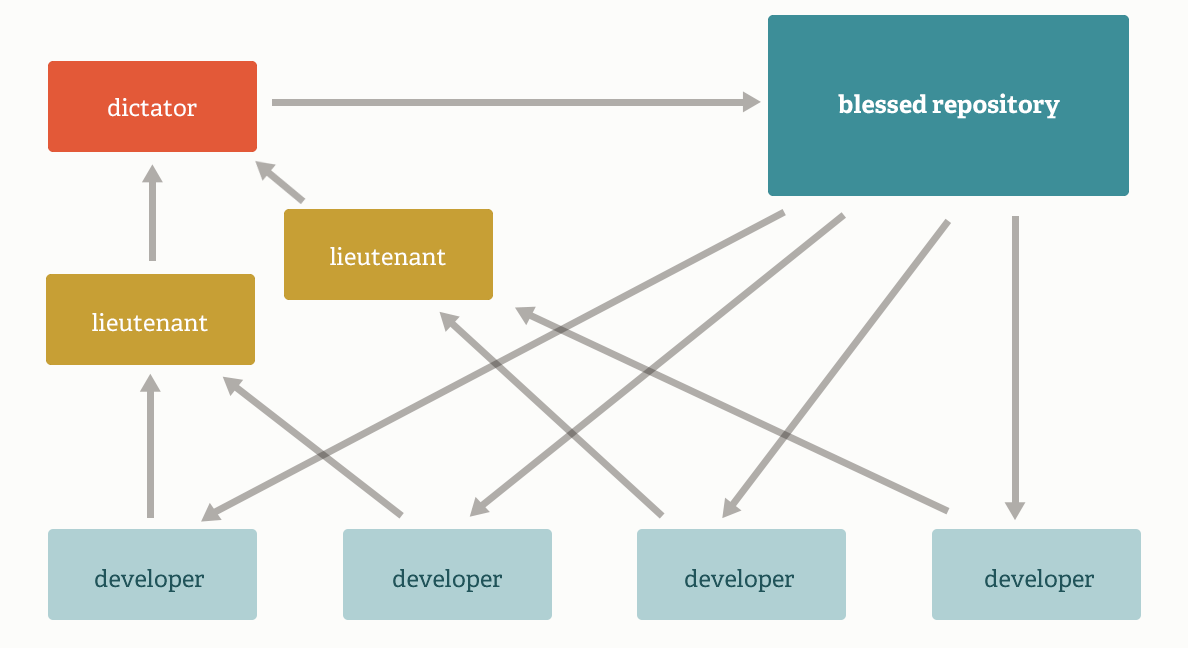 dictator
blessed repository
lieutenant
lieutenant
developer
developer
developer
developer